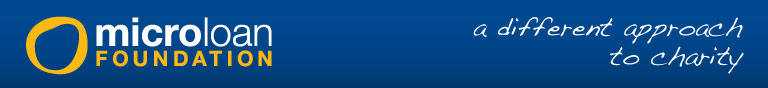 microloan
FOUNDATION
a different approach
to charity